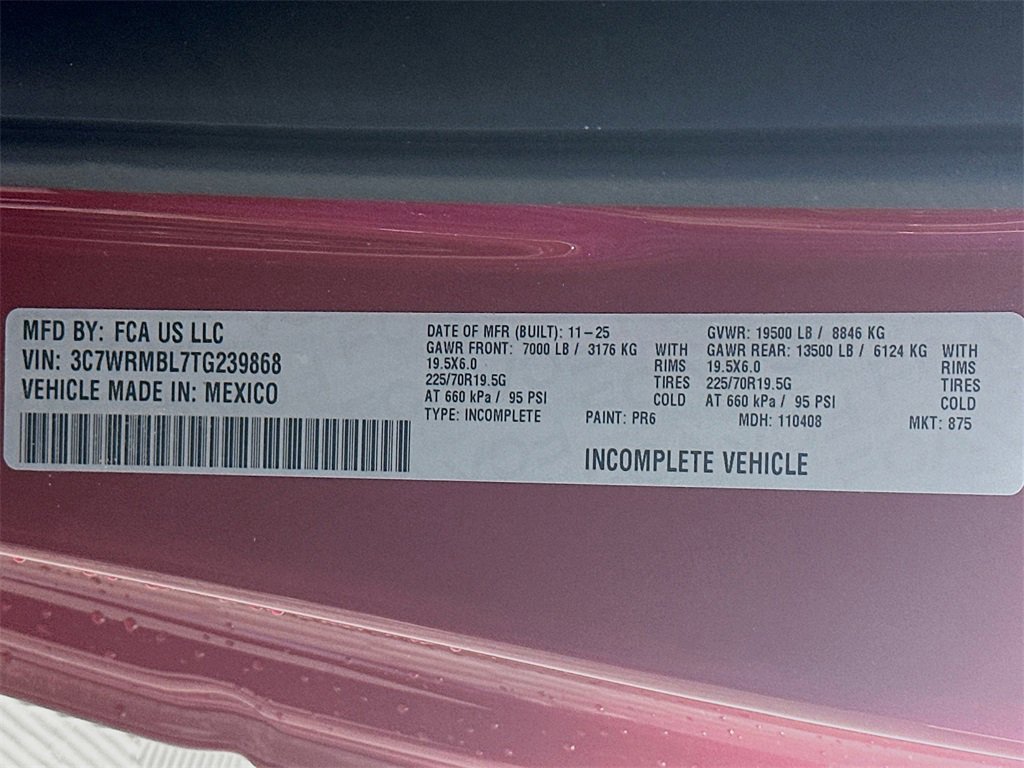 MFD BY: FCA US LLC
VIN: 3C7WRMBL7TG239868
VEHICLE MADE IN: MEXICO
DATE OF MFR (BUILT): 11-25
GAWR FRONT: 7000 LB / 3176 KG WITH
19.5X6.0 RIMS
225/70R19.5G TIRES
AT 660 kPa / 95 PSI COLD
TYPE: INCOMPLETE
GVWR: 19500 LB / 8846 KG
GAWR REAR: 13500 LB / 6124 KG WITH
19.5X6.0 RIMS
225/70R19.5G TIRES
AT 660 kPa / 95 PSI COLD
PAINT: PR6 MDH: 110408 MKT: 875
INCOMPLETE VEHICLE